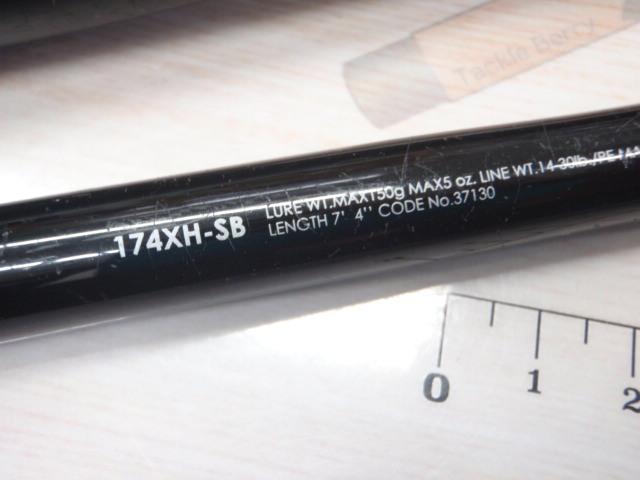 Tackle Berry
174XH-SB
LURE WT.MAX150g MAX5 oz. LINE WT.14-30lb./PE
LENGTH 7' 4'' CODE No.37130
0 1 2